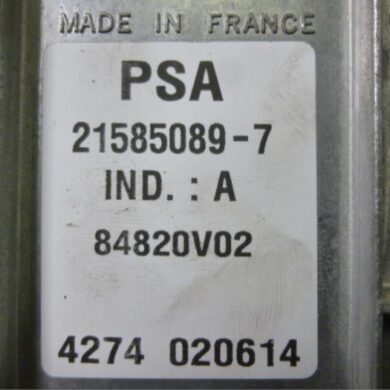 MADE IN FRANCE
PSA
21585089-7
IND. : A
84820V02
4274 020614